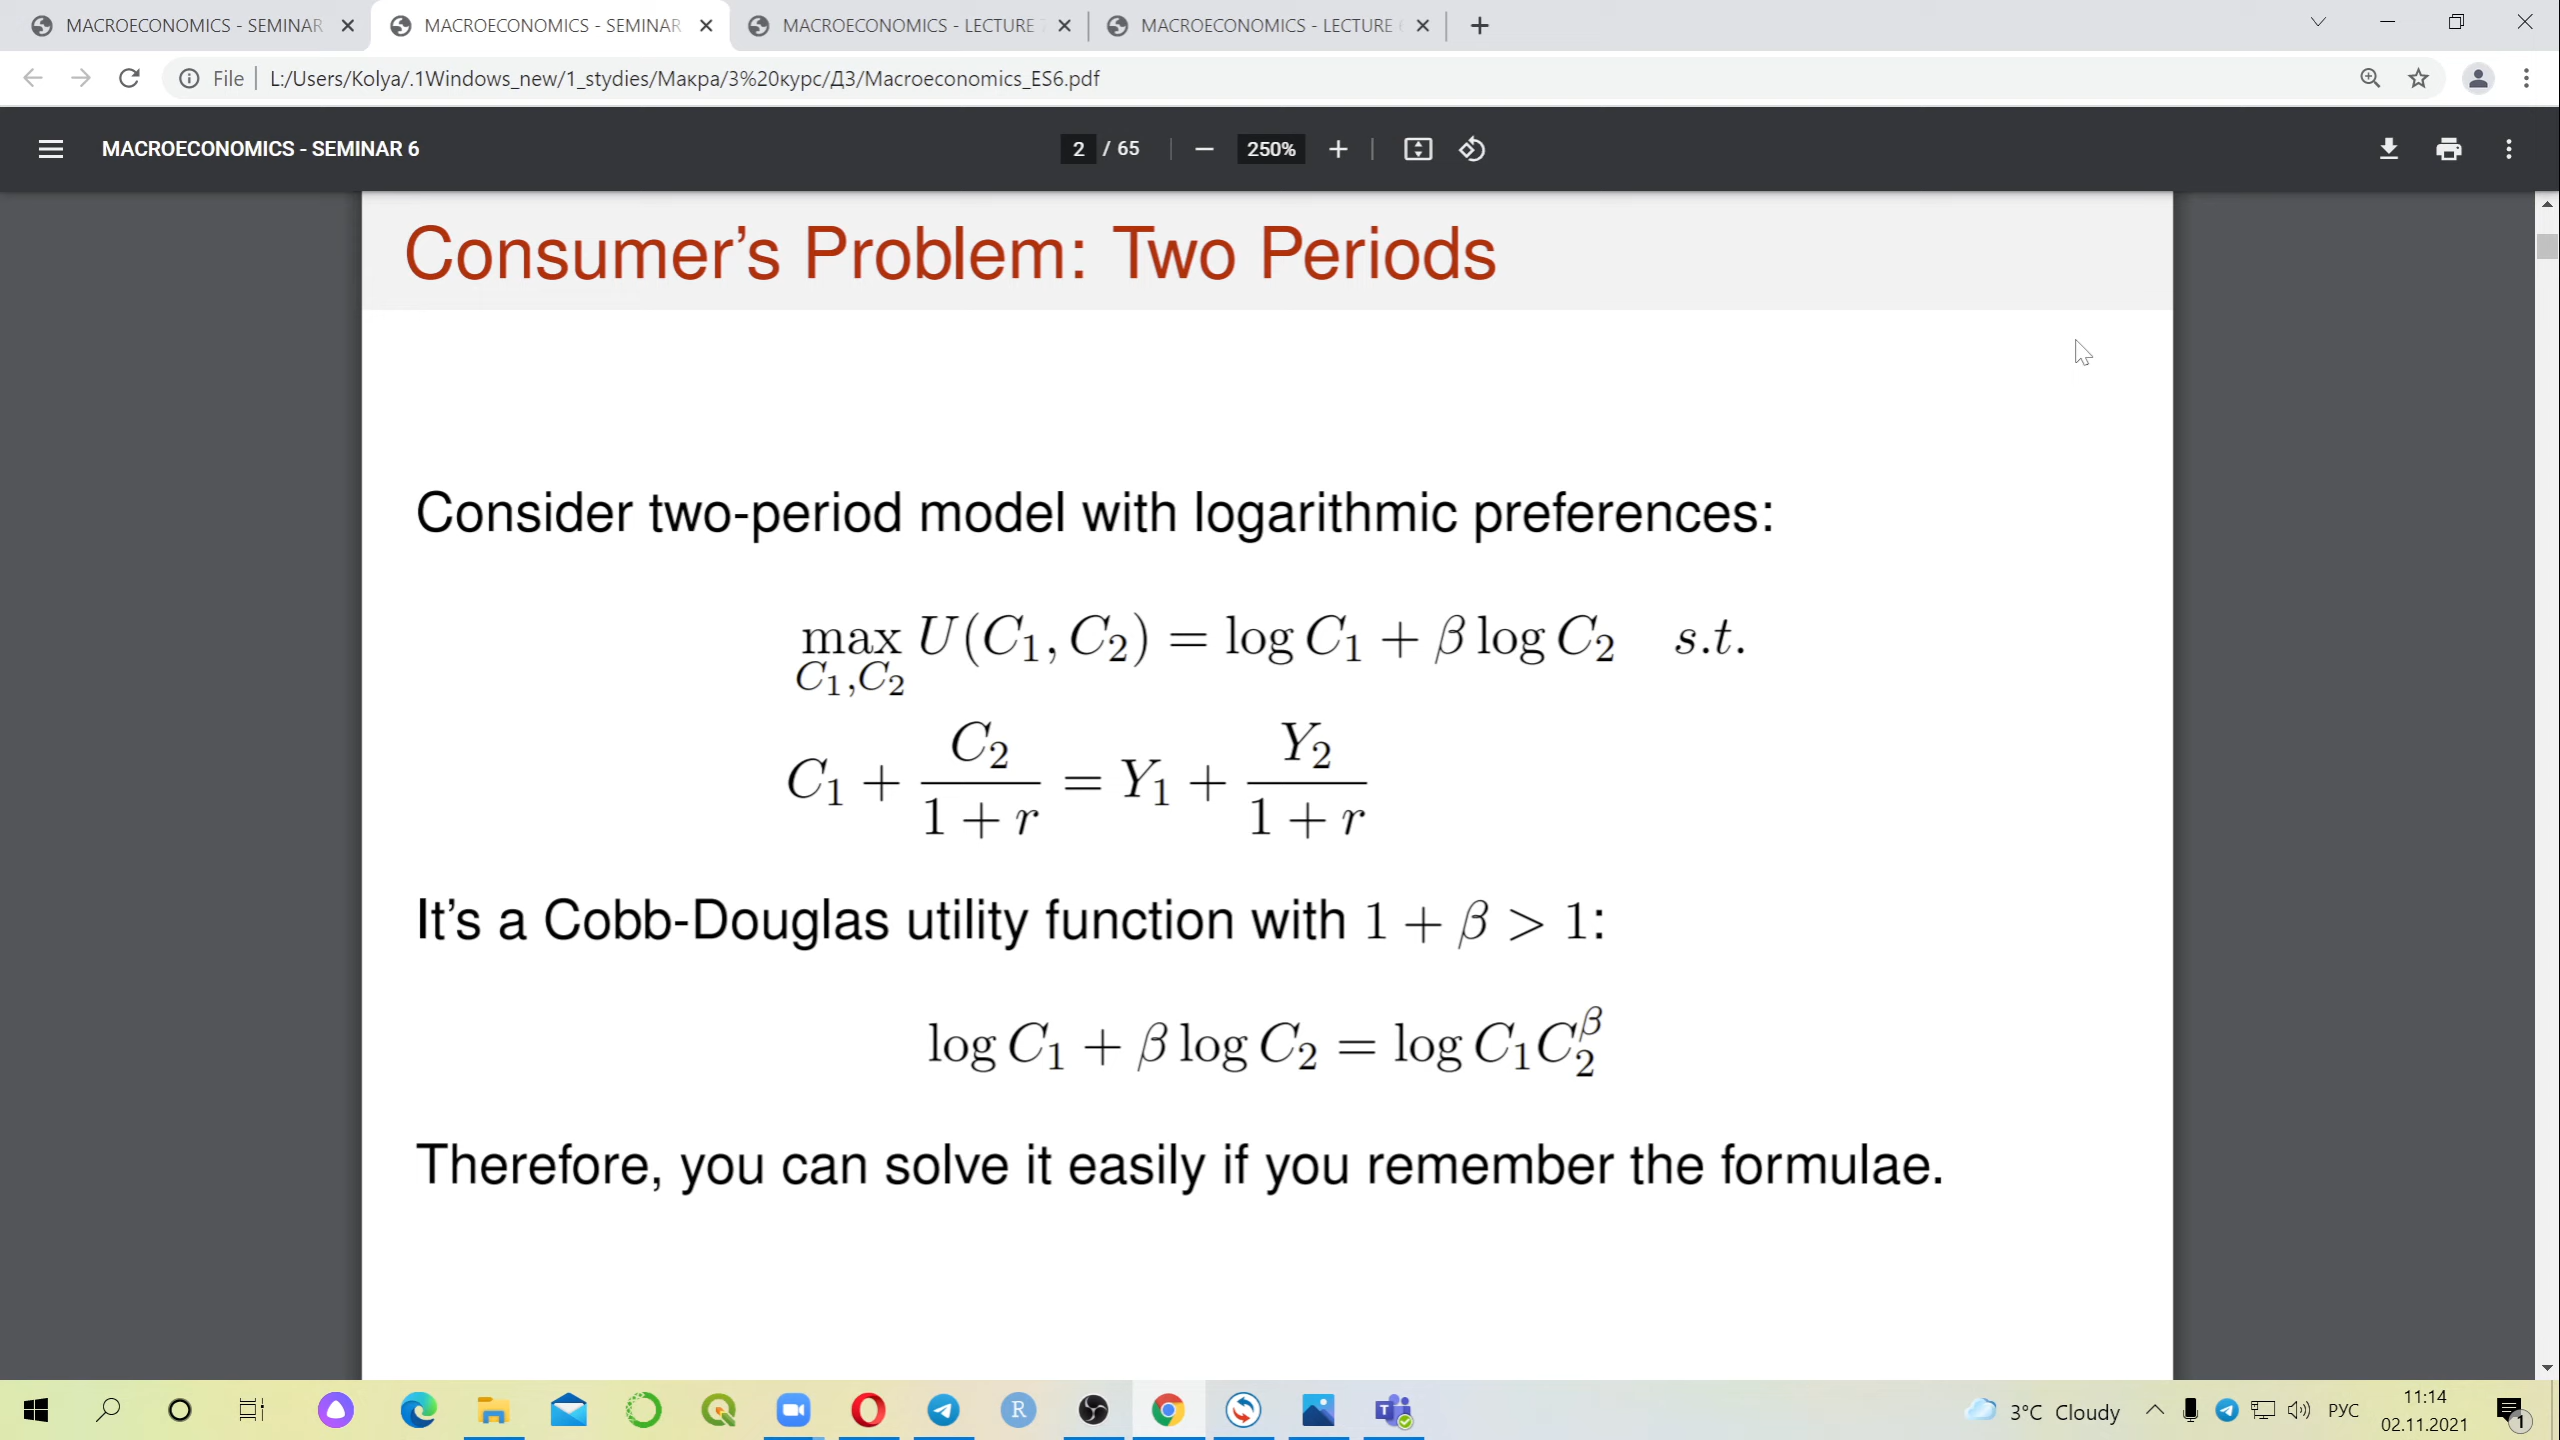 MACROECONOMICS - SEMINAR
MACROECONOMICS - SEMINAR
MACROECONOMICS - LECTURE 7
MACROECONOMICS - LECTURE 6
File
L:/Users/Kolya/.1Windows_new/1_stydies/Макра/3%20курс/ДЗ/Macroeconomics_ES6.pdf
MACROECONOMICS - SEMINAR 6
2 / 65
250%
Consumer's Problem: Two Periods
Consider two-period model with logarithmic preferences:
max U(C₁, C₂) = log C₁ + β log C₂ s.t.
C₁,C₂
C₁ + C₂/(1 + r) = Y₁ + Y₂/(1 + r)
It's a Cobb-Douglas utility function with 1 + β > 1:
log C₁ + β log C₂ = log C₁C₂^β
Therefore, you can solve it easily if you remember the formulae.
3°C Cloudy
РУС
11:14
02.11.2021
1